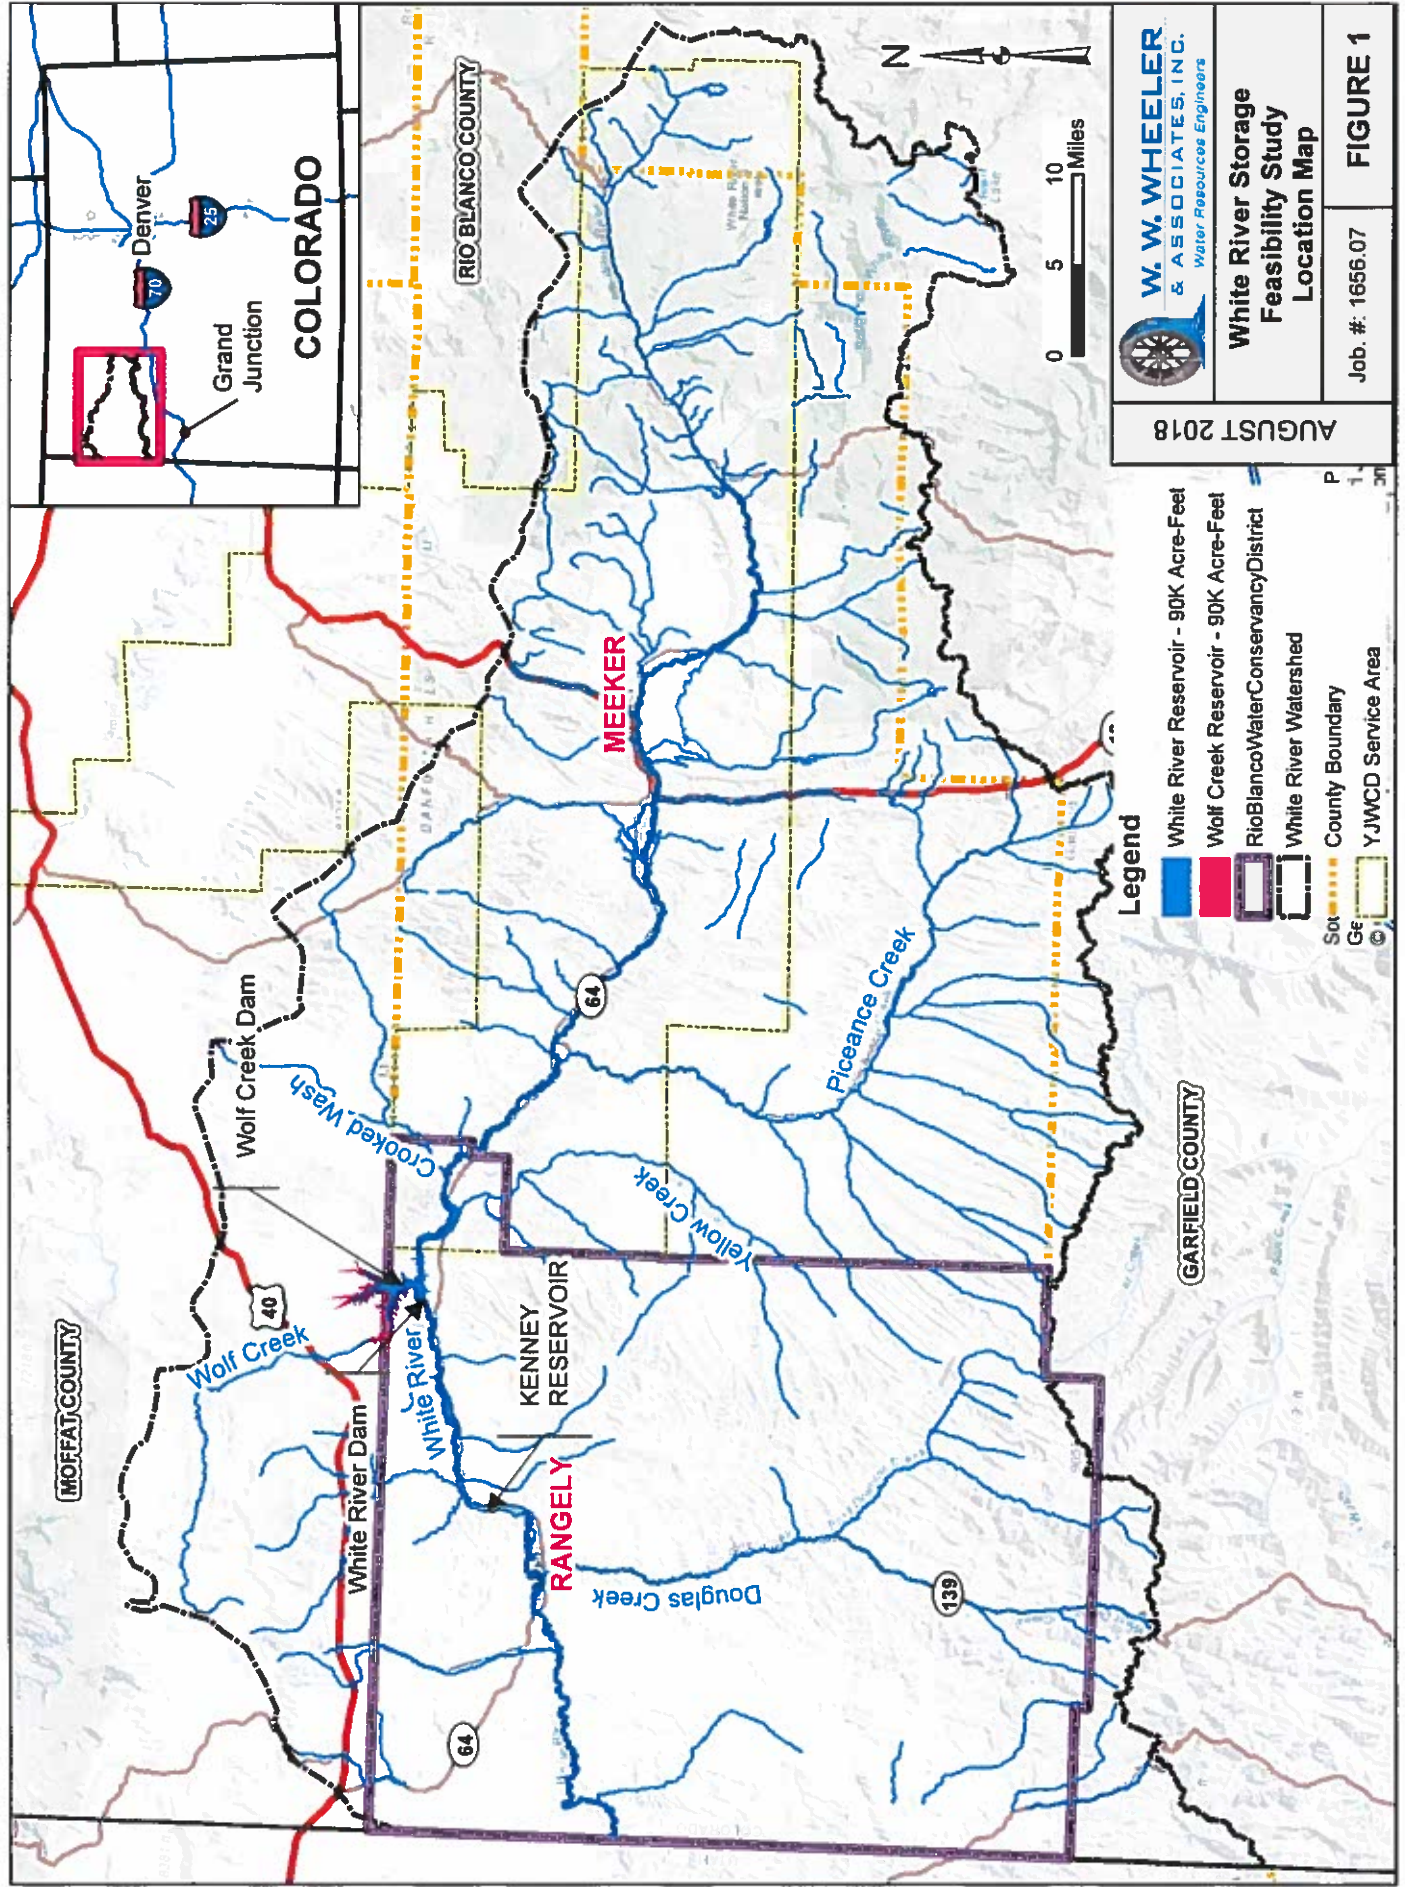 COLORADO
Denver
70
25
Grand
Junction
MOFFAT COUNTY
RIO BLANCO COUNTY
GARFIELD COUNTY
Wolf Creek Dam
White River Dam
Wolf Creek
Crooked Wash
White River
KENNEY
RESERVOIR
RANGELY
MEEKER
Yellow Creek
Piceance Creek
Douglas Creek
40
64
64
139
N
0 5 10
Miles
Legend
White River Reservoir - 90K Acre-Feet
Wolf Creek Reservoir - 90K Acre-Feet
RioBlancoWaterConservancyDistrict
White River Watershed
County Boundary
YJWCD Service Area
Ge
©
AUGUST 2018
W. W. WHEELER
& ASSOCIATES, INC.
Water Resources Engineers
White River Storage
Feasibility Study
Location Map
Job. #: 1656.07
FIGURE 1